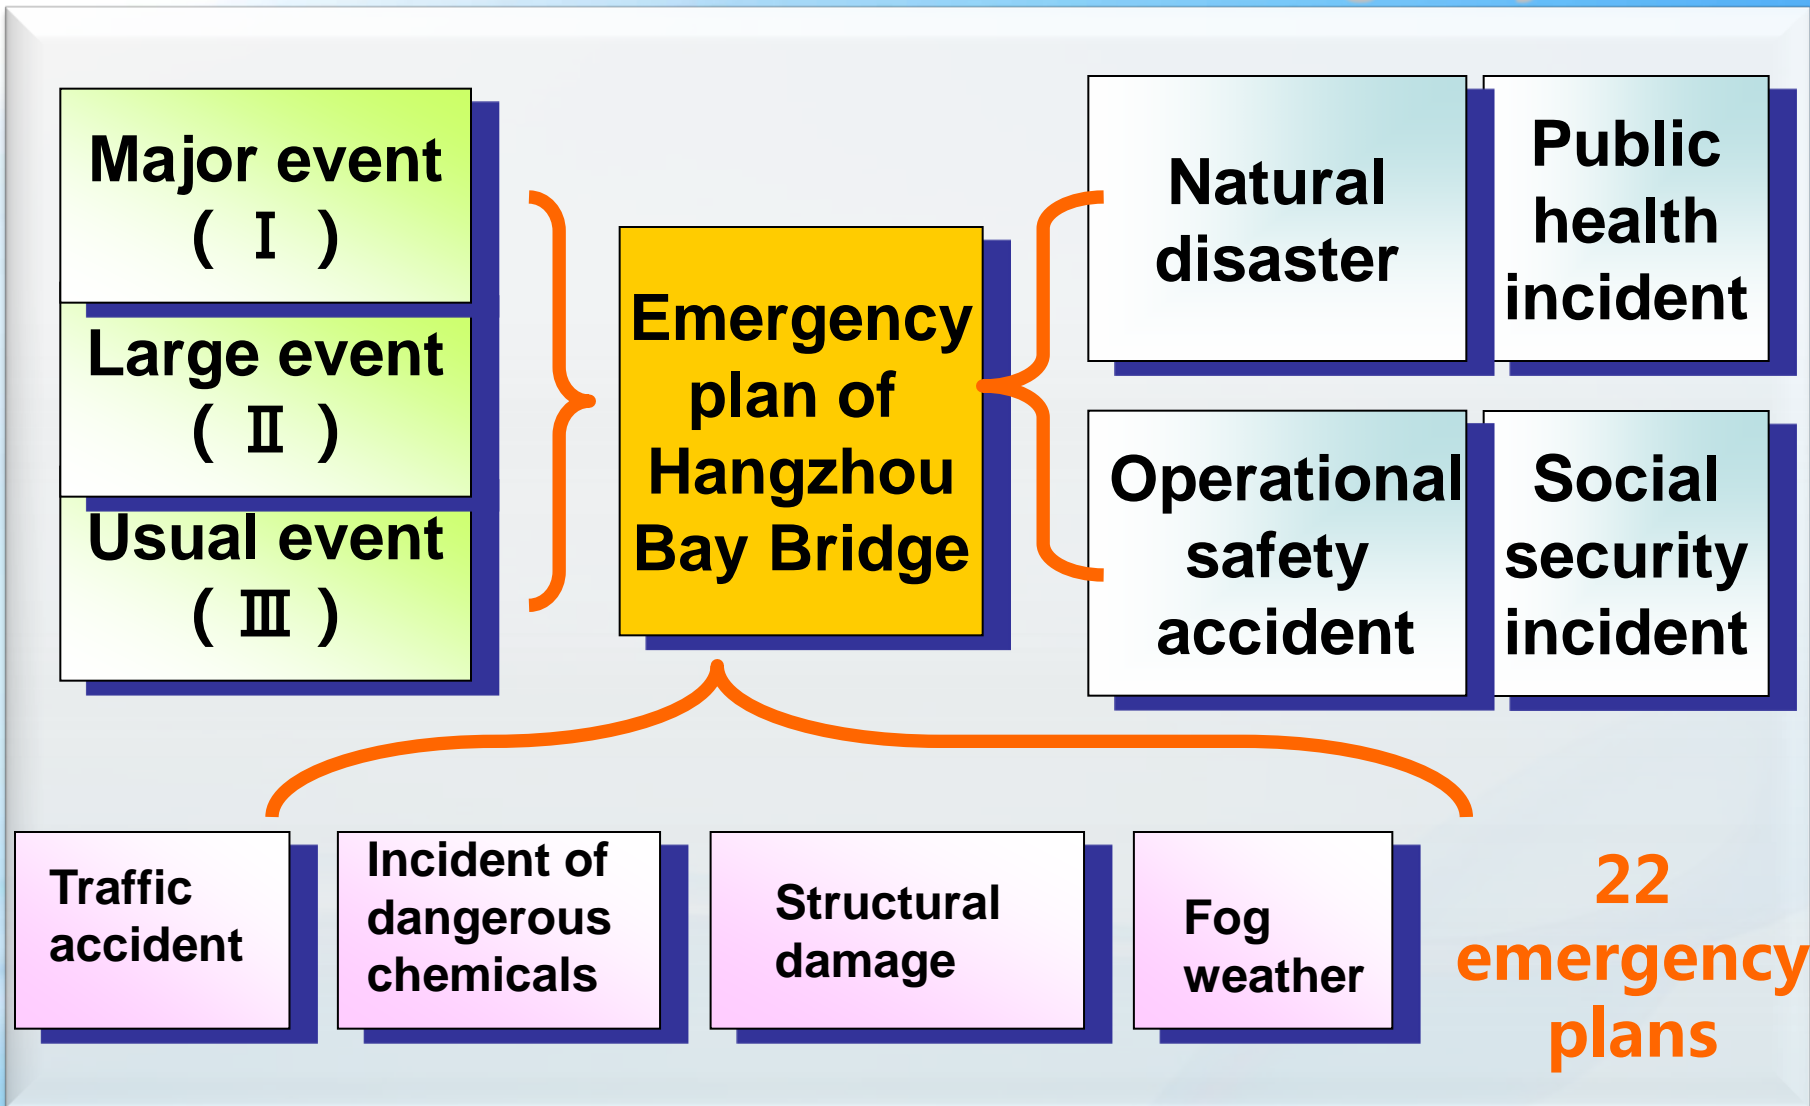 Major event
( Ⅰ )
Large event
( Ⅱ )
Usual event
( Ⅲ )
Emergency
plan of
Hangzhou
Bay Bridge
Natural
disaster
Public
health
incident
Operational
safety
accident
Social
security
incident
Traffic
accident
Incident of
dangerous
chemicals
Structural
damage
Fog
weather
22
emergency
plans